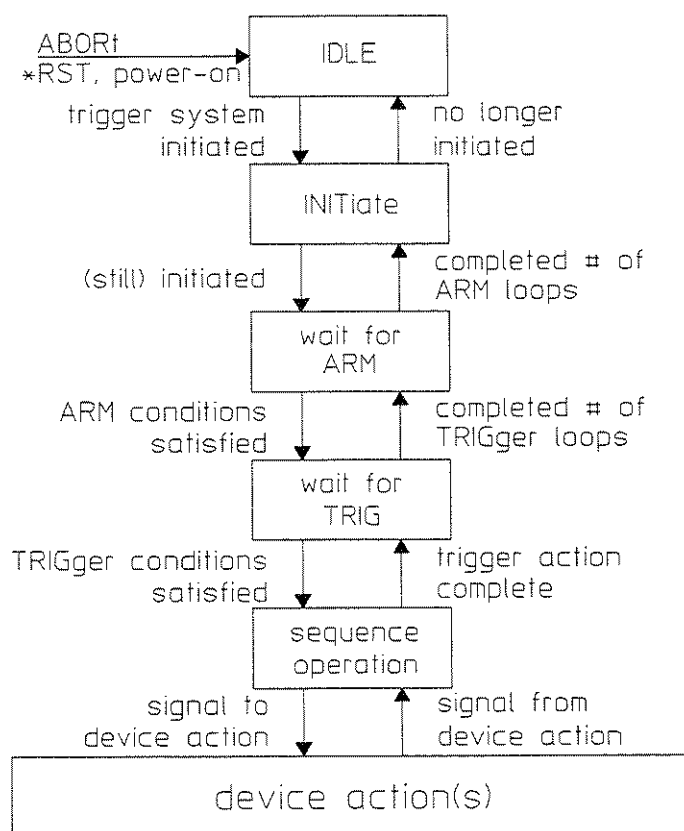 ABORt
*RST, power-on
IDLE
trigger system
initiated
no longer
initiated
INITiate
(still) initiated
completed # of
ARM loops
wait for
ARM
ARM conditions
satisfied
completed # of
TRIGger loops
wait for
TRIG
TRIGger conditions
satisfied
trigger action
complete
sequence
operation
signal to
device action
signal from
device action
device action(s)